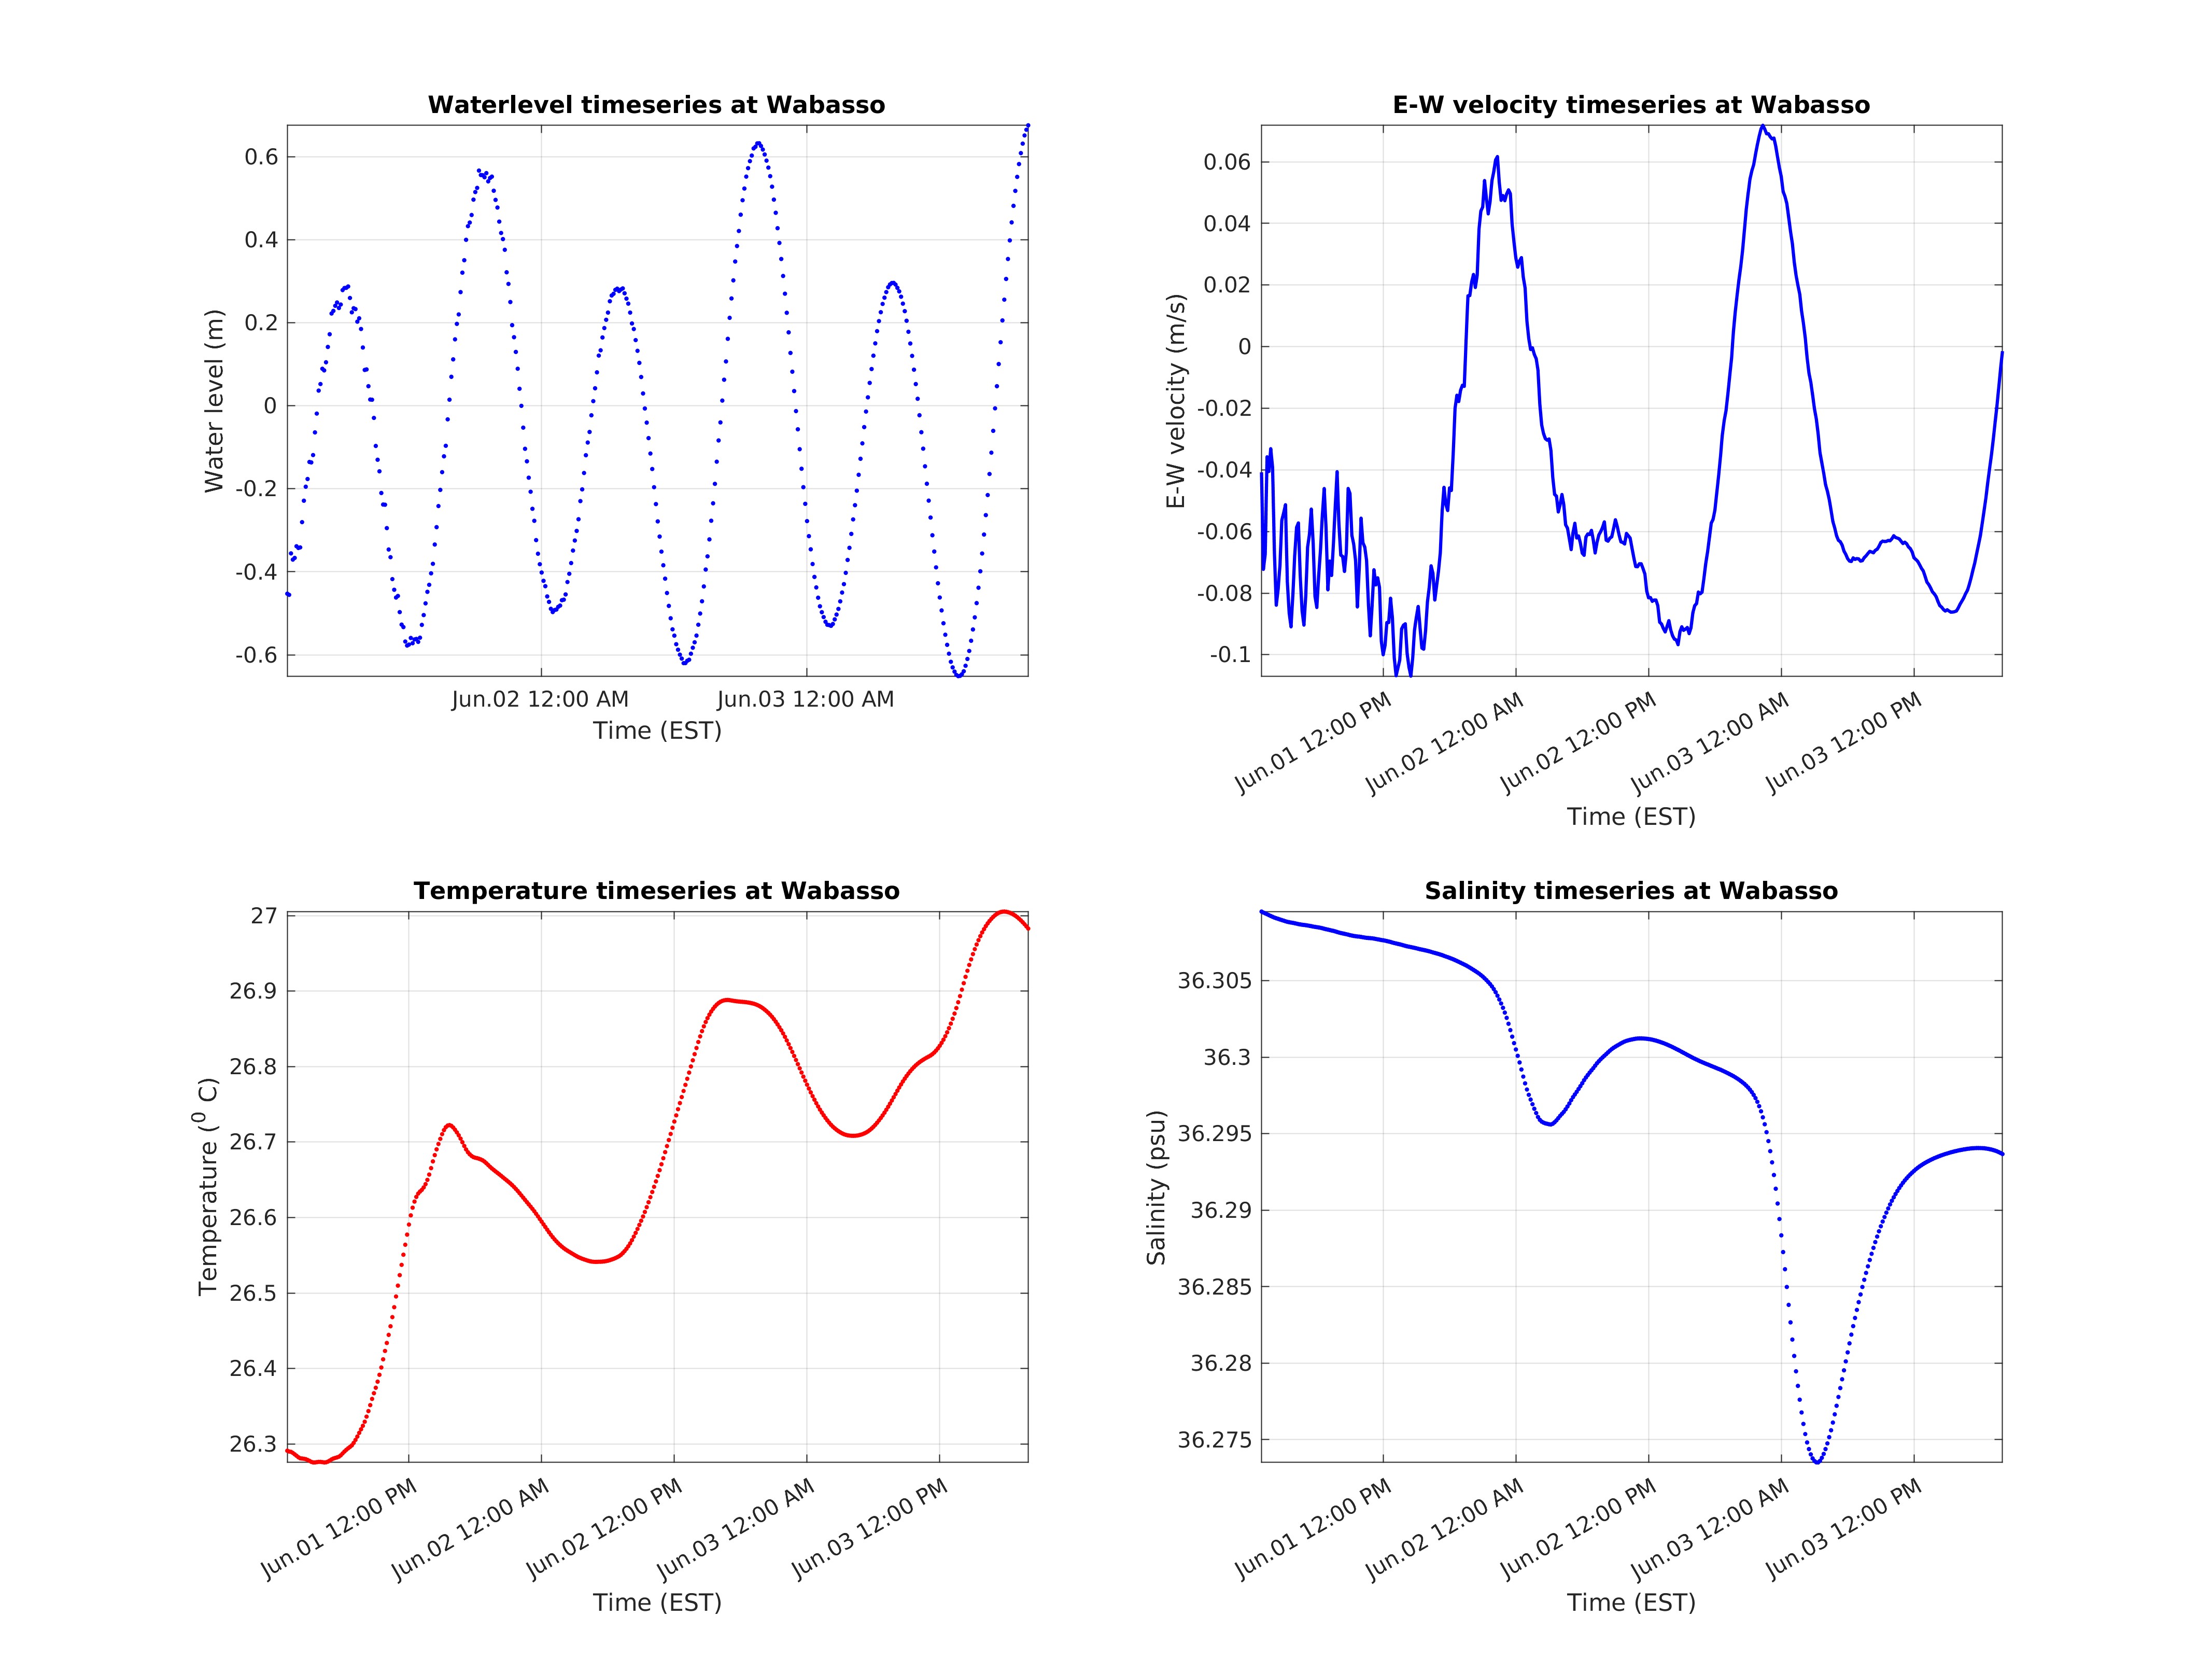 Waterlevel timeseries at Wabasso
0.6
0.4
0.2
0
-0.2
-0.4
-0.6
Water level (m)
Jun.02 12:00 AM
Jun.03 12:00 AM
Time (EST)
E-W velocity timeseries at Wabasso
0.06
0.04
0.02
0
-0.02
-0.04
-0.06
-0.08
-0.1
E-W velocity (m/s)
Jun.01 12:00 PM
Jun.02 12:00 AM
Jun.02 12:00 PM
Jun.03 12:00 AM
Jun.03 12:00 PM
Time (EST)
Temperature timeseries at Wabasso
27
26.9
26.8
26.7
26.6
26.5
26.4
26.3
Temperature (⁰ C)
Jun.01 12:00 PM
Jun.02 12:00 AM
Jun.02 12:00 PM
Jun.03 12:00 AM
Jun.03 12:00 PM
Time (EST)
Salinity timeseries at Wabasso
36.305
36.3
36.295
36.29
36.285
36.28
36.275
Salinity (psu)
Jun.01 12:00 PM
Jun.02 12:00 AM
Jun.02 12:00 PM
Jun.03 12:00 AM
Jun.03 12:00 PM
Time (EST)